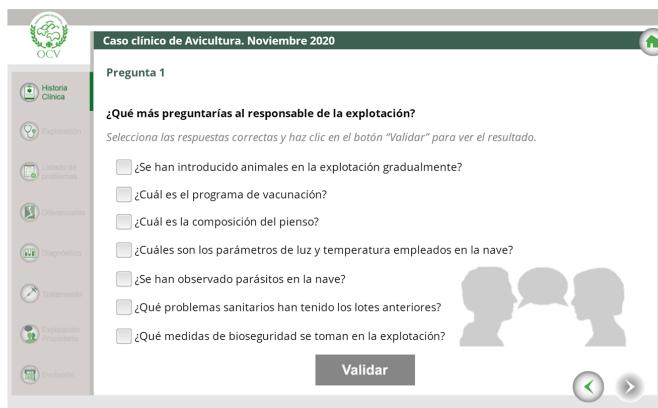 OCV
Caso clínico de Avicultura. Noviembre 2020
Pregunta 1
Historia
Clínica
Exploración
Listado de
problemas
Diferenciales
Diagnóstico
Tratamiento
Explicación
Propietario
Evolución
¿Qué más preguntarías al responsable de la explotación?
Selecciona las respuestas correctas y haz clic en el botón “Validar” para ver el resultado.
¿Se han introducido animales en la explotación gradualmente?
¿Cuál es el programa de vacunación?
¿Cuál es la composición del pienso?
¿Cuáles son los parámetros de luz y temperatura empleados en la nave?
¿Se han observado parásitos en la nave?
¿Qué problemas sanitarios han tenido los lotes anteriores?
¿Qué medidas de bioseguridad se toman en la explotación?
Validar